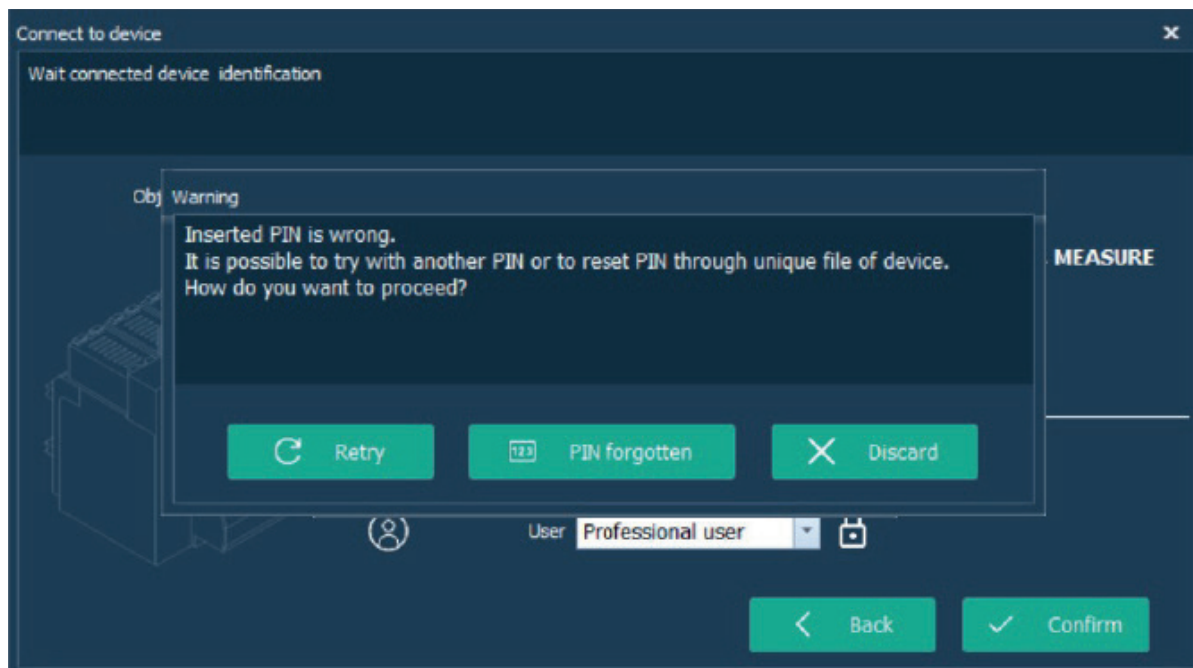 Connect to device
Wait connected device identification
Obj
Warning
Inserted PIN is wrong.
It is possible to try with another PIN or to reset PIN through unique file of device.
How do you want to proceed?
MEASURE
Retry
123
PIN forgotten
Discard
User
Professional user
Back
Confirm